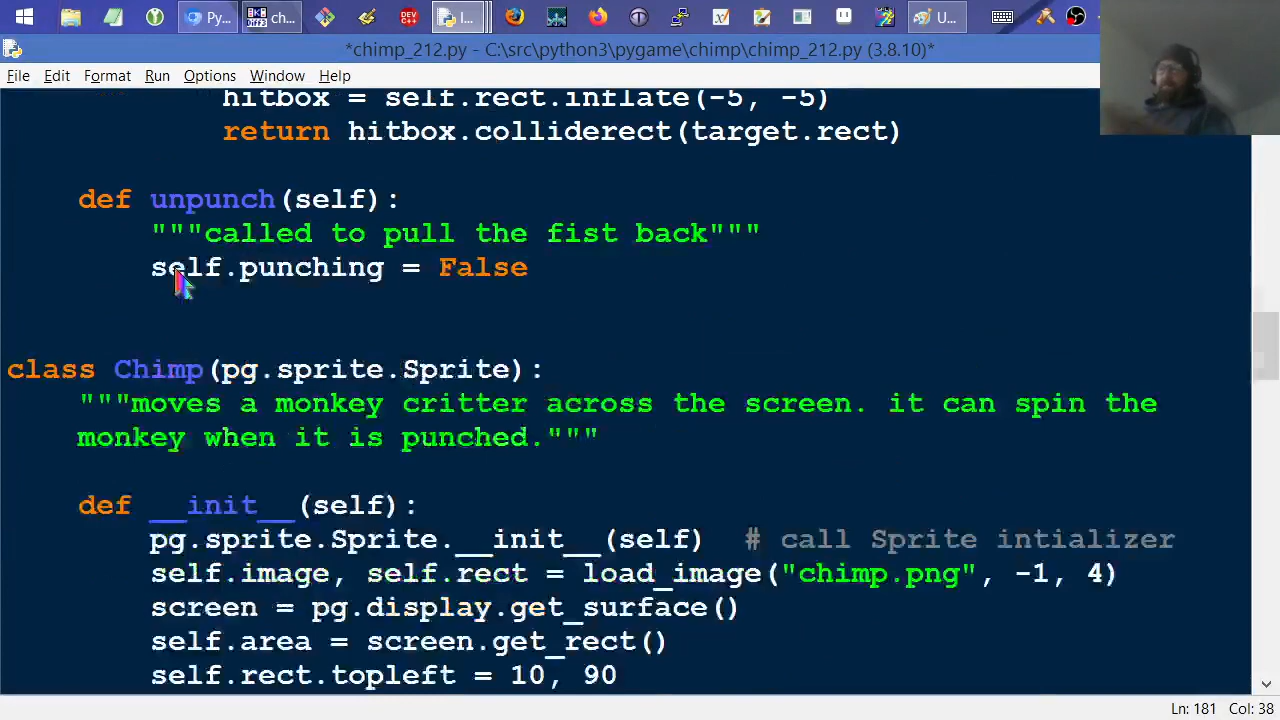 Py...
ch...
I...
U...
*chimp_212.py - C:\src\python3\pygame\chimp\chimp_212.py (3.8.10)*
File Edit Format Run Options Window Help
hitbox = self.rect.inflate(-5, -5)
return hitbox.colliderect(target.rect)
def unpunch(self):
"""called to pull the fist back"""
self.punching = False
class Chimp(pg.sprite.Sprite):
"""moves a monkey critter across the screen. it can spin the
monkey when it is punched."""
def __init__(self):
pg.sprite.Sprite.__init__(self) # call Sprite intializer
self.image, self.rect = load_image("chimp.png", -1, 4)
screen = pg.display.get_surface()
self.area = screen.get_rect()
self.rect.topleft = 10, 90
Ln: 181 Col: 38